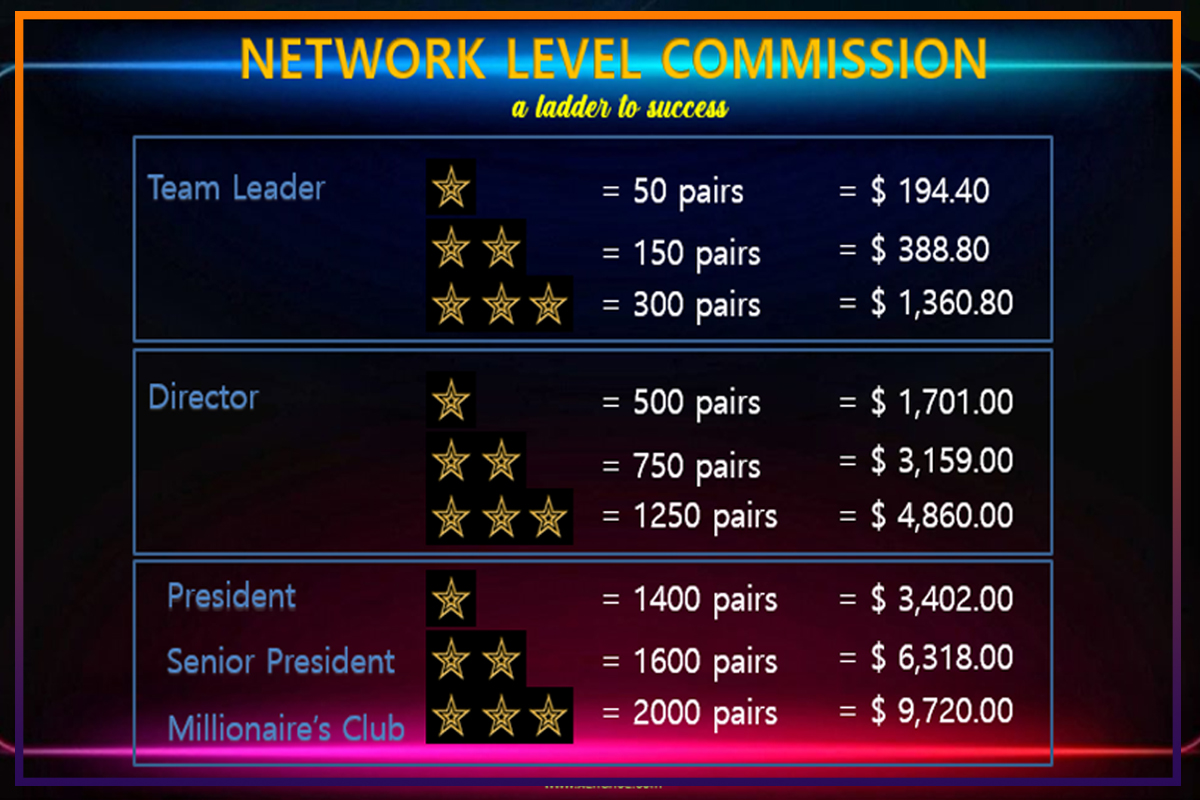 NETWORK LEVEL COMMISSION
a ladder to success
Team Leader = 50 pairs = $ 194.40
= 150 pairs = $ 388.80
= 300 pairs = $ 1,360.80
Director = 500 pairs = $ 1,701.00
= 750 pairs = $ 3,159.00
= 1250 pairs = $ 4,860.00
President = 1400 pairs = $ 3,402.00
Senior President = 1600 pairs = $ 6,318.00
Millionaire's Club = 2000 pairs = $ 9,720.00